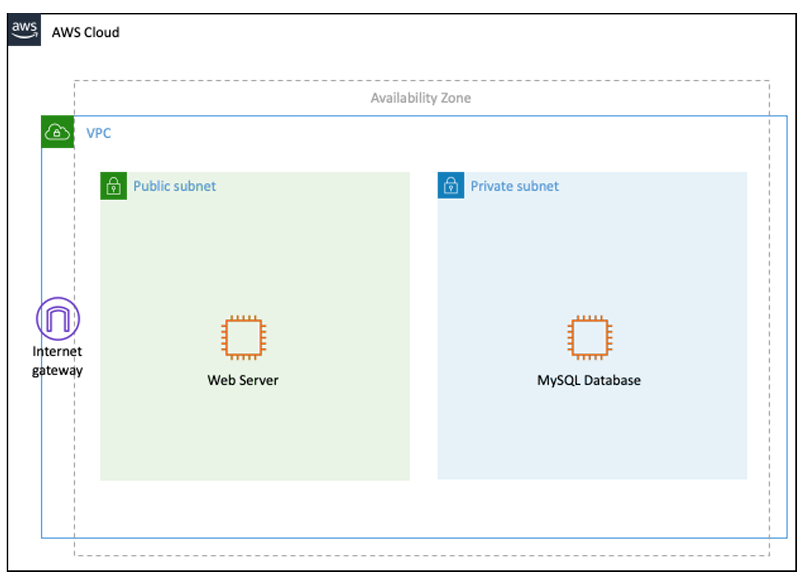 aws
AWS Cloud
Availability Zone
VPC
Public subnet
Private subnet
Internet
gateway
Web Server
MySQL Database